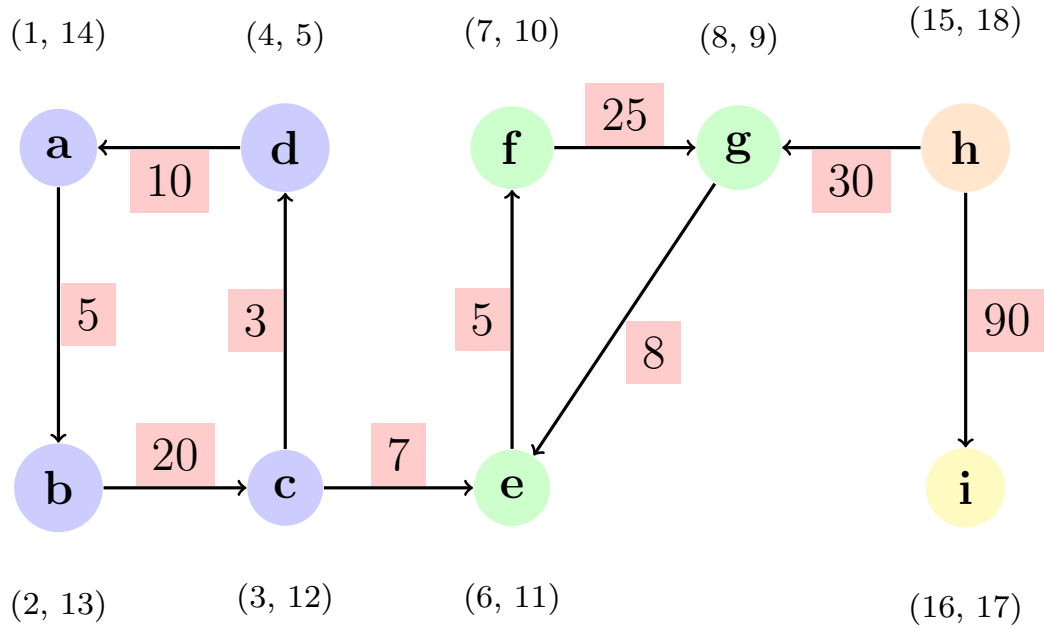 (1, 14) (4, 5) (7, 10) (8, 9) (15, 18)
a d f g h
10 25 30
5 3 5 8 90
20 7
b c e i
(2, 13) (3, 12) (6, 11) (16, 17)